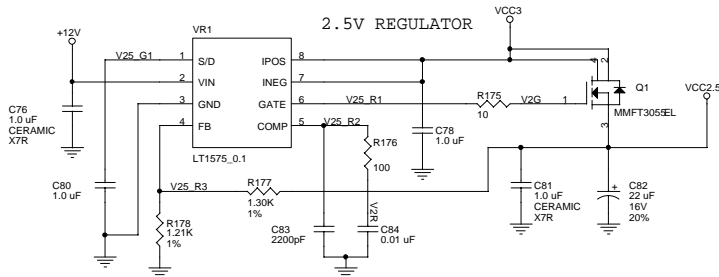 2.5V REGULATOR
VCC3
+12V
VR1
V25_G1
1 S/D IPOS 8
2 VIN INEG 7
3 GND GATE 6
4 FB COMP 5
LT1575_0.1
V25_R1
V25_R2
R175
10
V2G
1
4
2
3
Q1
MMFT3055EL
VCC2.5
C76
1.0 uF
CERAMIC
X7R
C78
1.0 uF
R176
100
C80
1.0 uF
V25_R3
R177
1.30K
1%
R178
1.21K
1%
V2R
C83
2200pF
C84
0.01 uF
C81
1.0 uF
CERAMIC
X7R
+
C82
22 uF
16V
20%